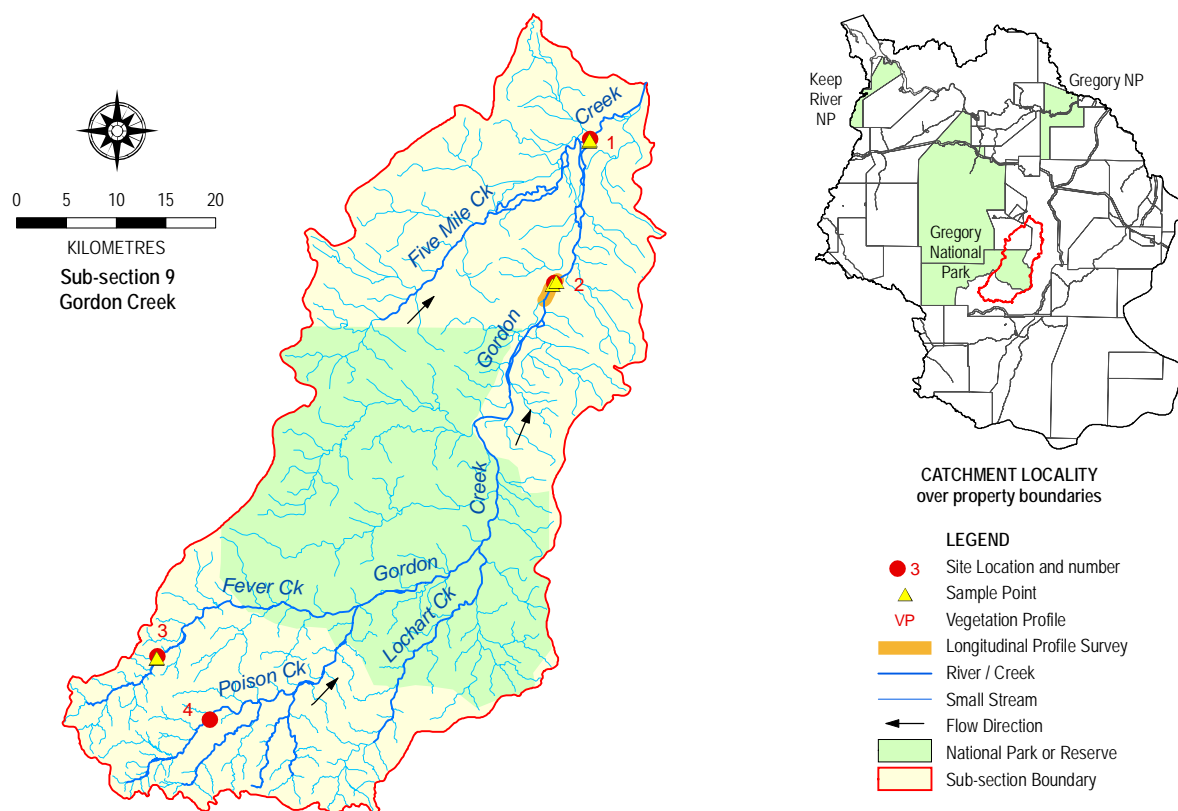 0 5 10 15 20
KILOMETRES
Sub-section 9
Gordon Creek
Creek
1
Five Mile Ck
2
Gordon
Creek
Gordon
Fever Ck
Lochart Ck
3
Poison Ck
4
Keep
River
NP
Gregory NP
Gregory
National
Park
CATCHMENT LOCALITY
over property boundaries
LEGEND
3 Site Location and number
Sample Point
VP Vegetation Profile
Longitudinal Profile Survey
River / Creek
Small Stream
Flow Direction
National Park or Reserve
Sub-section Boundary